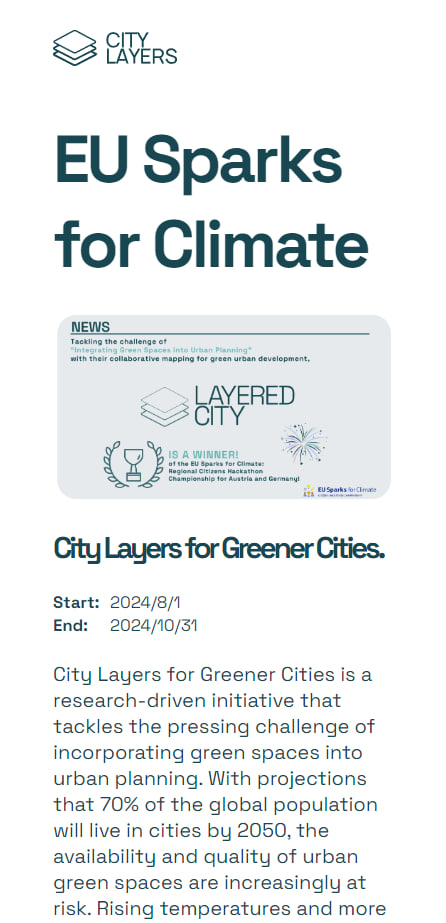 CITY
LAYERS
EU Sparks
for Climate
NEWS
Tackling the challenge of
"Integrating Green Spaces into Urban Planning"
with their collaborative mapping for green urban development,
LAYERED
CITY
IS A WINNER!
of the EU Sparks for Climate:
Regional Citizens Hackathon
Championship for Austria and Germany!
EU Sparks for Climate
City Layers for Greener Cities.
Start: 2024/8/1
End: 2024/10/31
City Layers for Greener Cities is a
research-driven initiative that
tackles the pressing challenge of
incorporating green spaces into
urban planning. With projections
that 70% of the global population
will live in cities by 2050, the
availability and quality of urban
green spaces are increasingly at
risk. Rising temperatures and more